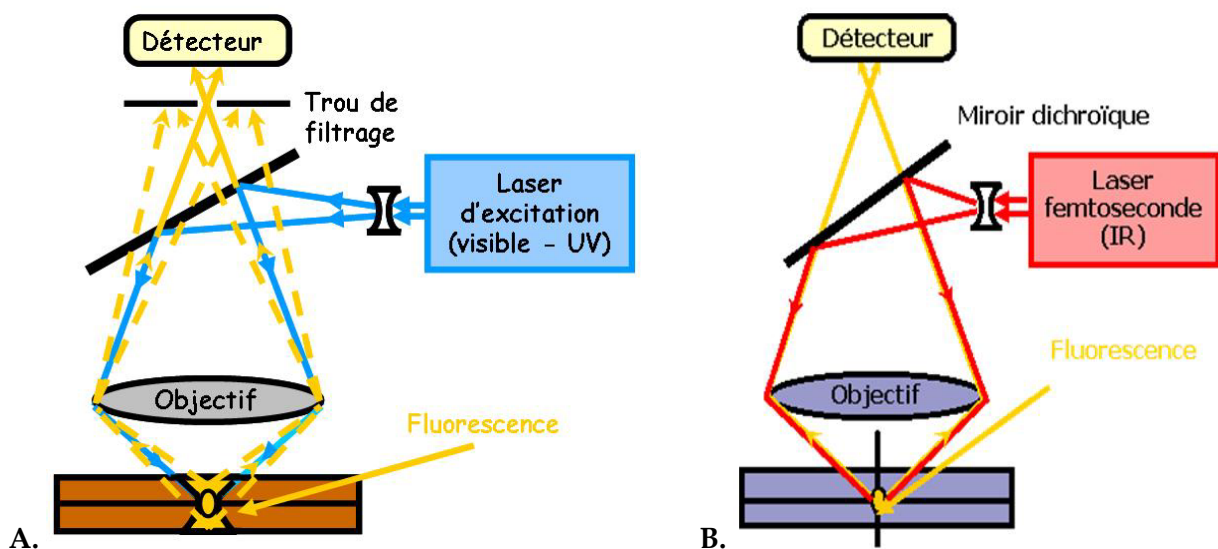 Détecteur
Trou de
filtrage
Laser
d'excitation
(visible - UV)
Objectif
Fluorescence
A.
Détecteur
Miroir dichroïque
Laser
femtoseconde
(IR)
Fluorescence
Objectif
B.